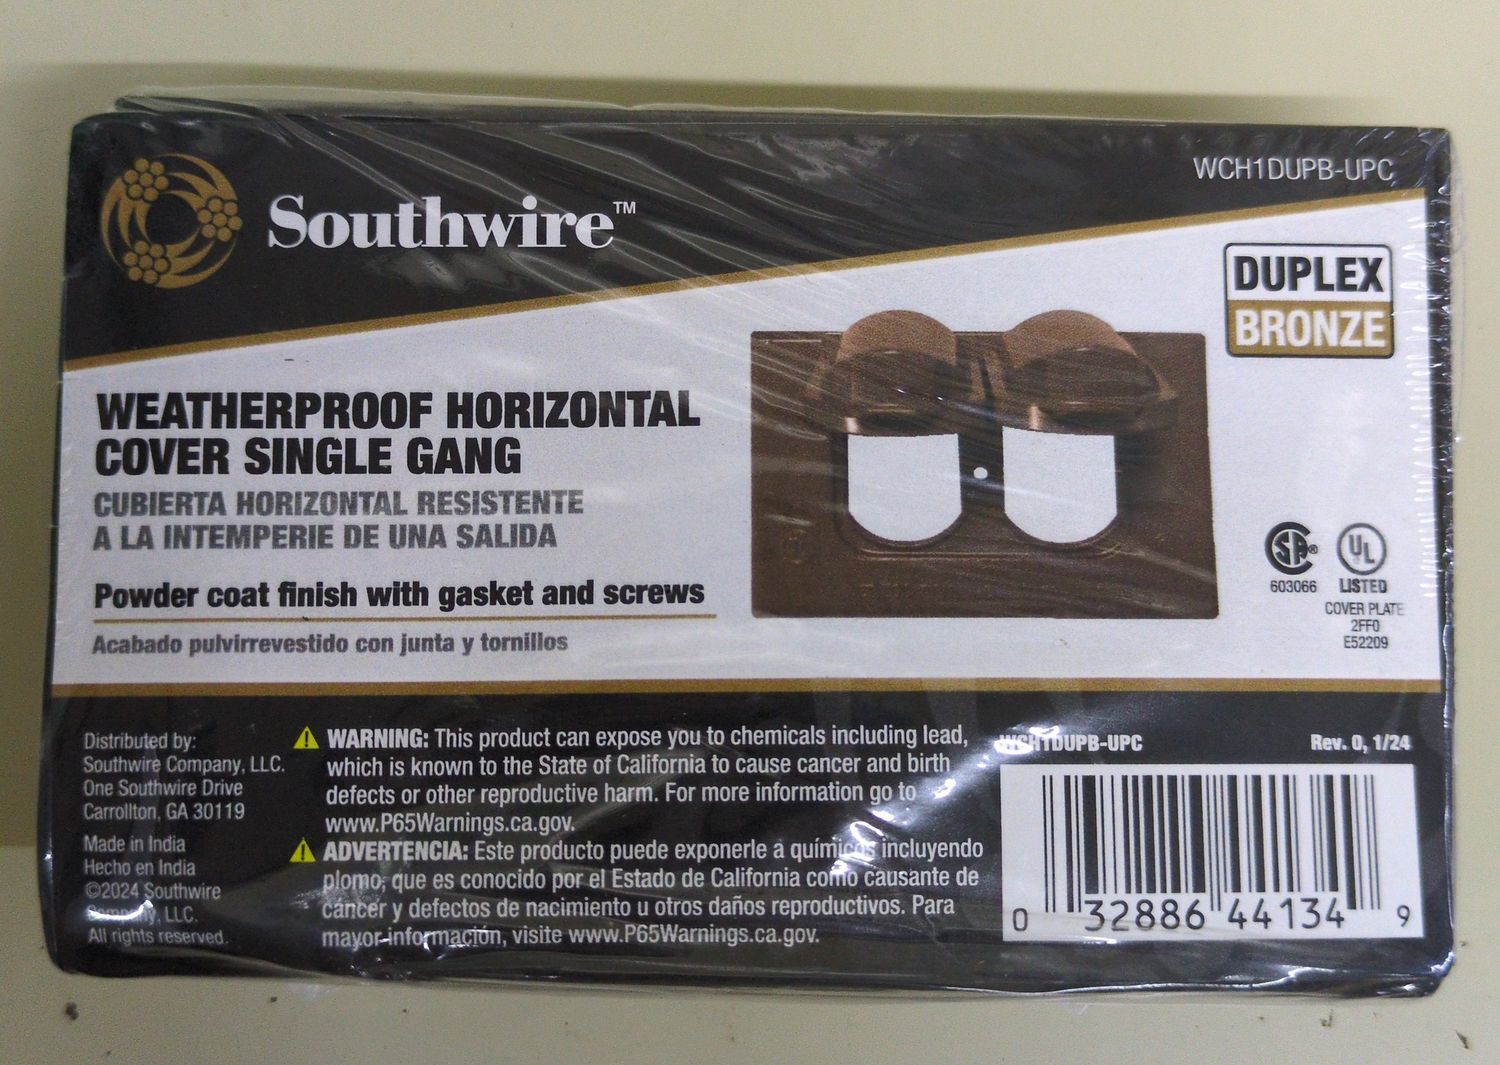 Southwire™
WCH1DUPB-UPC
DUPLEX
BRONZE
WEATHERPROOF HORIZONTAL
COVER SINGLE GANG
CUBIERTA HORIZONTAL RESISTENTE
A LA INTEMPERIE DE UNA SALIDA
Powder coat finish with gasket and screws
Acabado pulvirrevestido con junta y tornillos
SA®
603066
UL
LISTED
COVER PLATE
2FF0
E52209
Distributed by:
Southwire Company, LLC.
One Southwire Drive
Carrollton, GA 30119
Made in India
Hecho en India
©2024 Southwire
Company, LLC.
All rights reserved.
WARNING: This product can expose you to chemicals including lead,
which is known to the State of California to cause cancer and birth
defects or other reproductive harm. For more information go to
www.P65Warnings.ca.gov.
ADVERTENCIA: Este producto puede exponerle a químicos incluyendo
plomo, que es conocido por el Estado de California como causante de
cáncer y defectos de nacimiento u otros daños reproductivos. Para
mayor información, visite www.P65Warnings.ca.gov.
WCH1DUPB-UPC
Rev. 0, 1/24
0 32886 44134 9